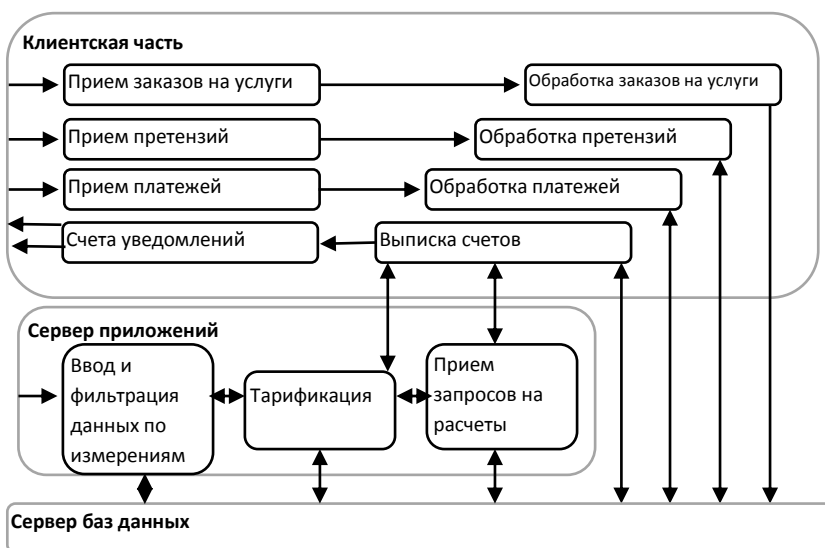 Клиентская часть
Прием заказов на услуги
Обработка заказов на услуги
Прием претензий
Обработка претензий
Прием платежей
Обработка платежей
Счета уведомлений
Выписка счетов
Сервер приложений
Ввод и
фильтрация
данных по
измерениям
Тарификация
Прием
запросов на
расчеты
Сервер баз данных